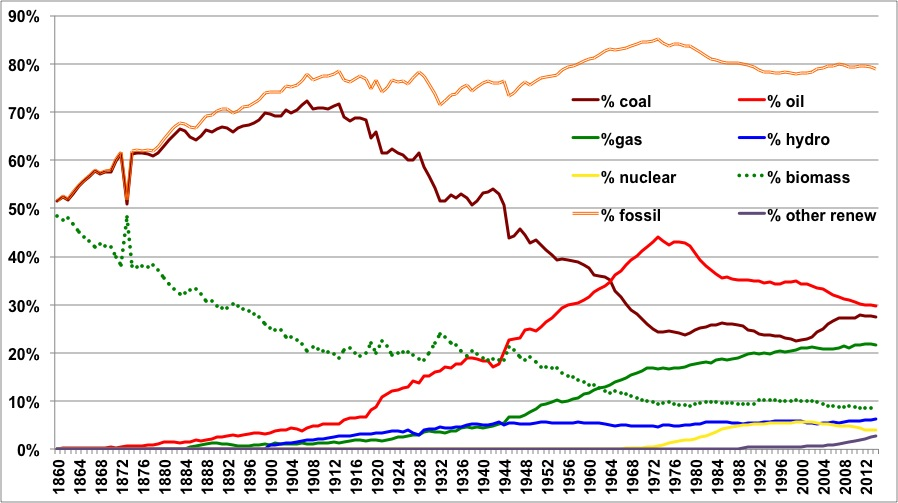 90%
80%
70%
60%
50%
40%
30%
20%
10%
0%
% coal % oil
%gas % hydro
% nuclear % biomass
% fossil % other renew
1860 1864 1868 1872 1876 1880 1884 1888 1892 1896 1900 1904 1908 1912 1916 1920 1924 1928 1932 1936 1940 1944 1948 1952 1956 1960 1964 1968 1972 1976 1980 1984 1988 1992 1996 2000 2004 2008 2012